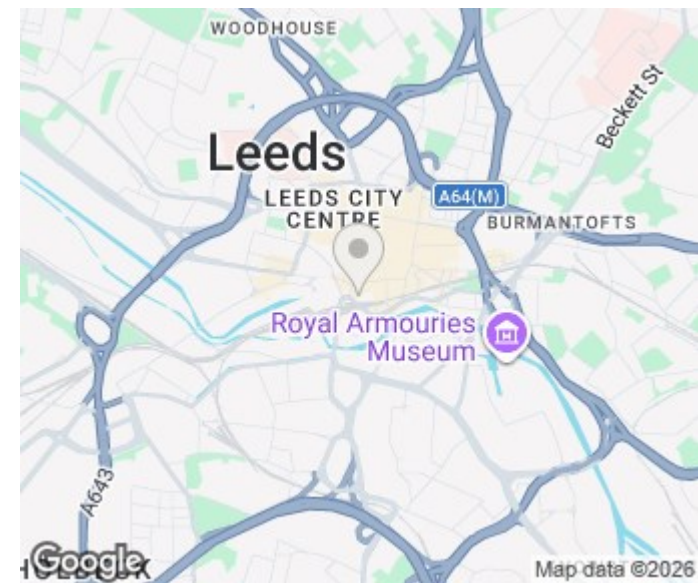 WOODHOUSE
Beckett St
Leeds
LEEDS CITY
CENTRE
A64(M)
BURMANTOFTS
Royal Armouries
Museum
A643
Google
Map data ©2026